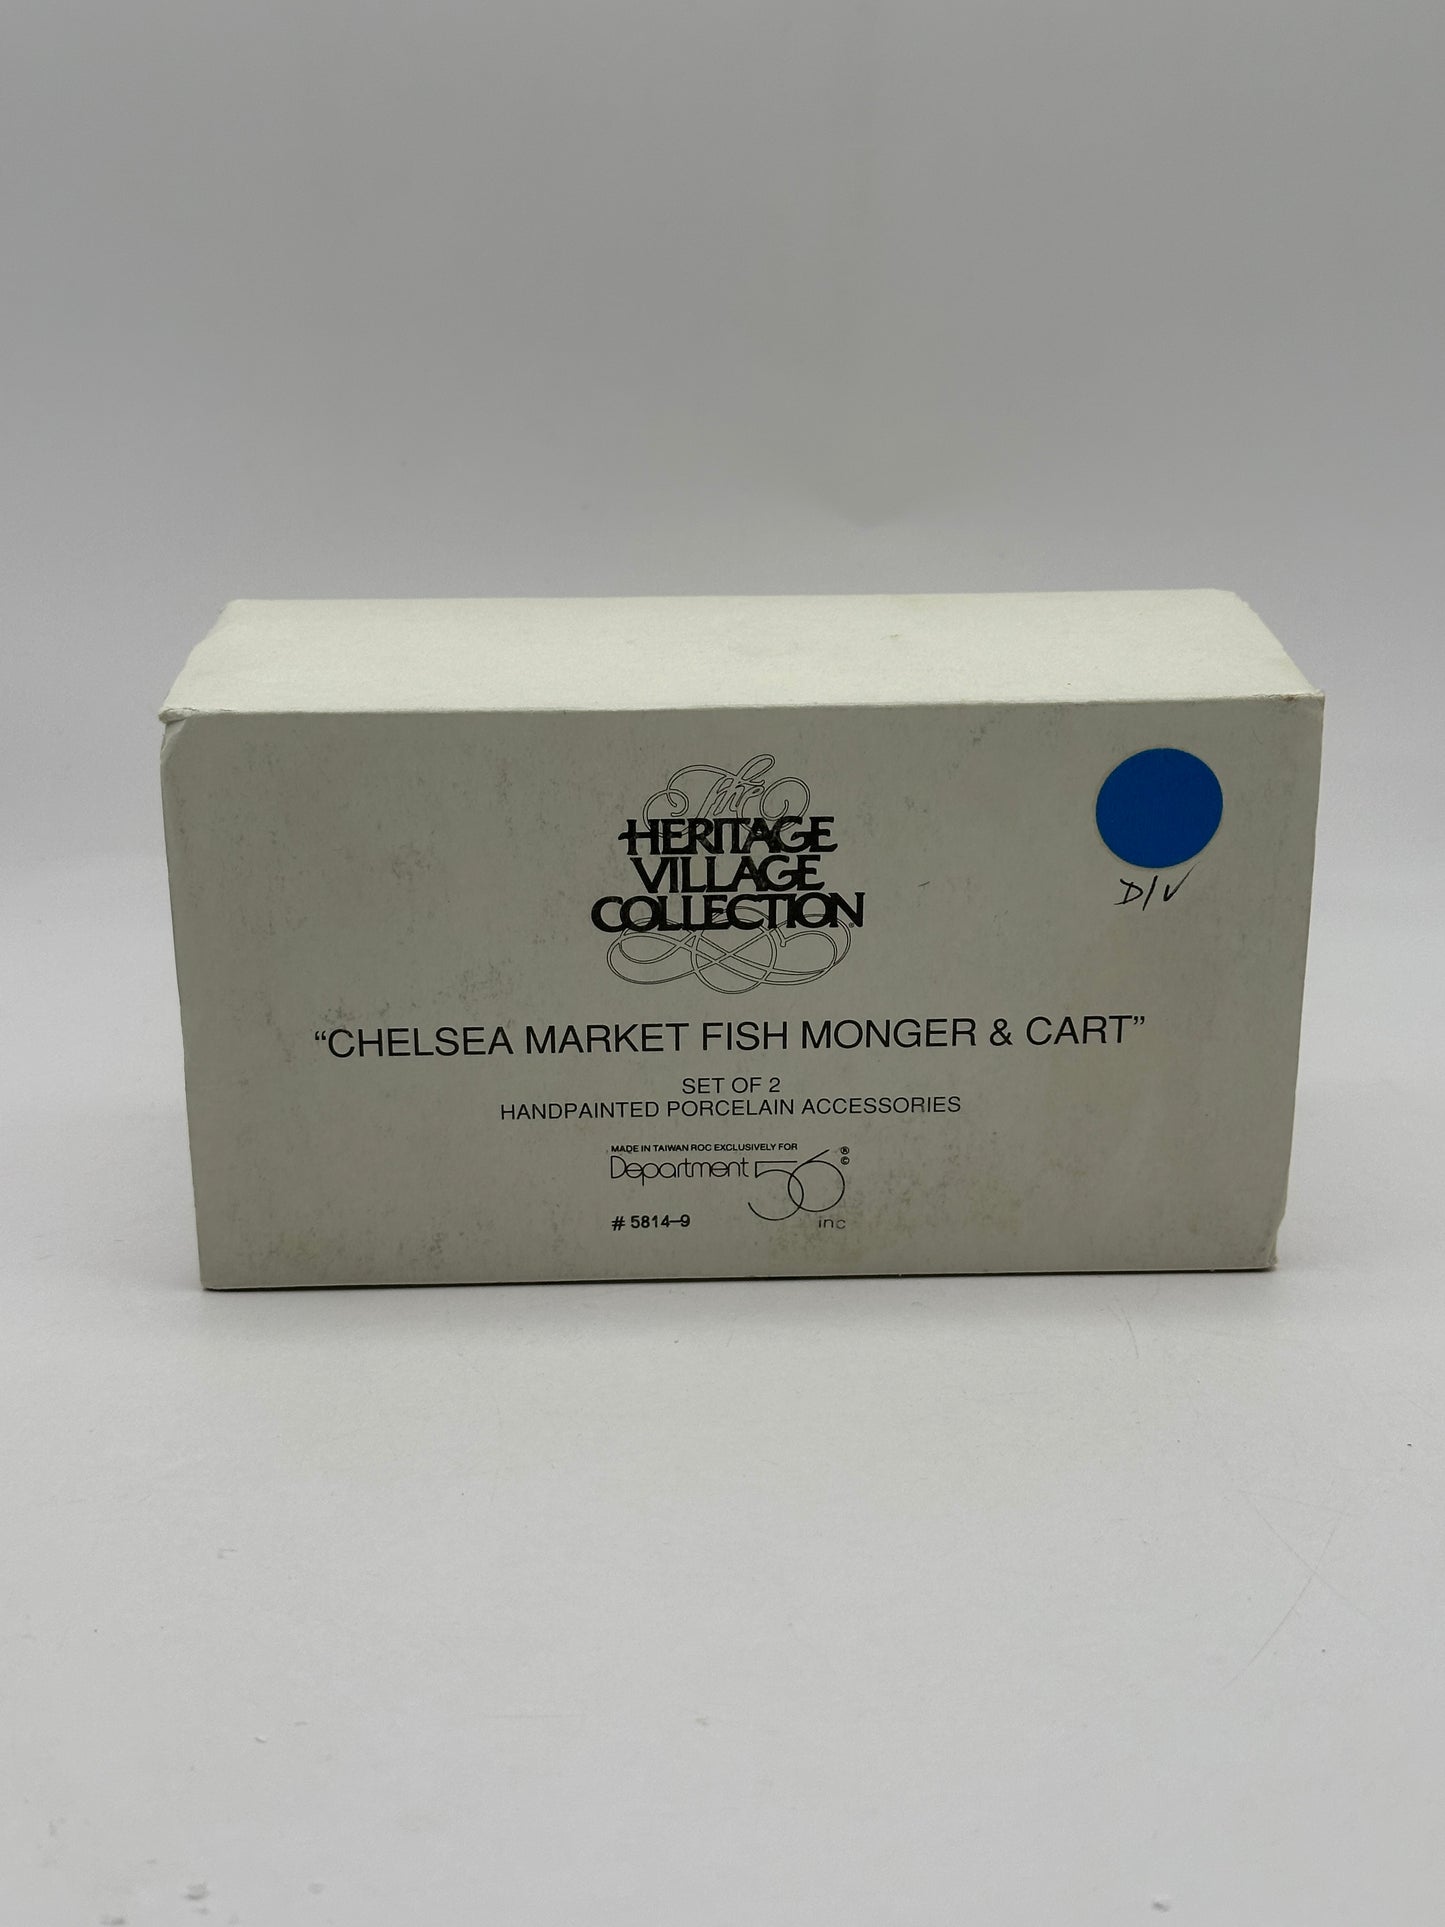 The
HERITAGE
VILLAGE
COLLECTION®
D/V
“CHELSEA MARKET FISH MONGER & CART”
SET OF 2
HANDPAINTED PORCELAIN ACCESSORIES
MADE IN TAIWAN ROC EXCLUSIVELY FOR
Department 56 ® ©
inc
# 5814-9